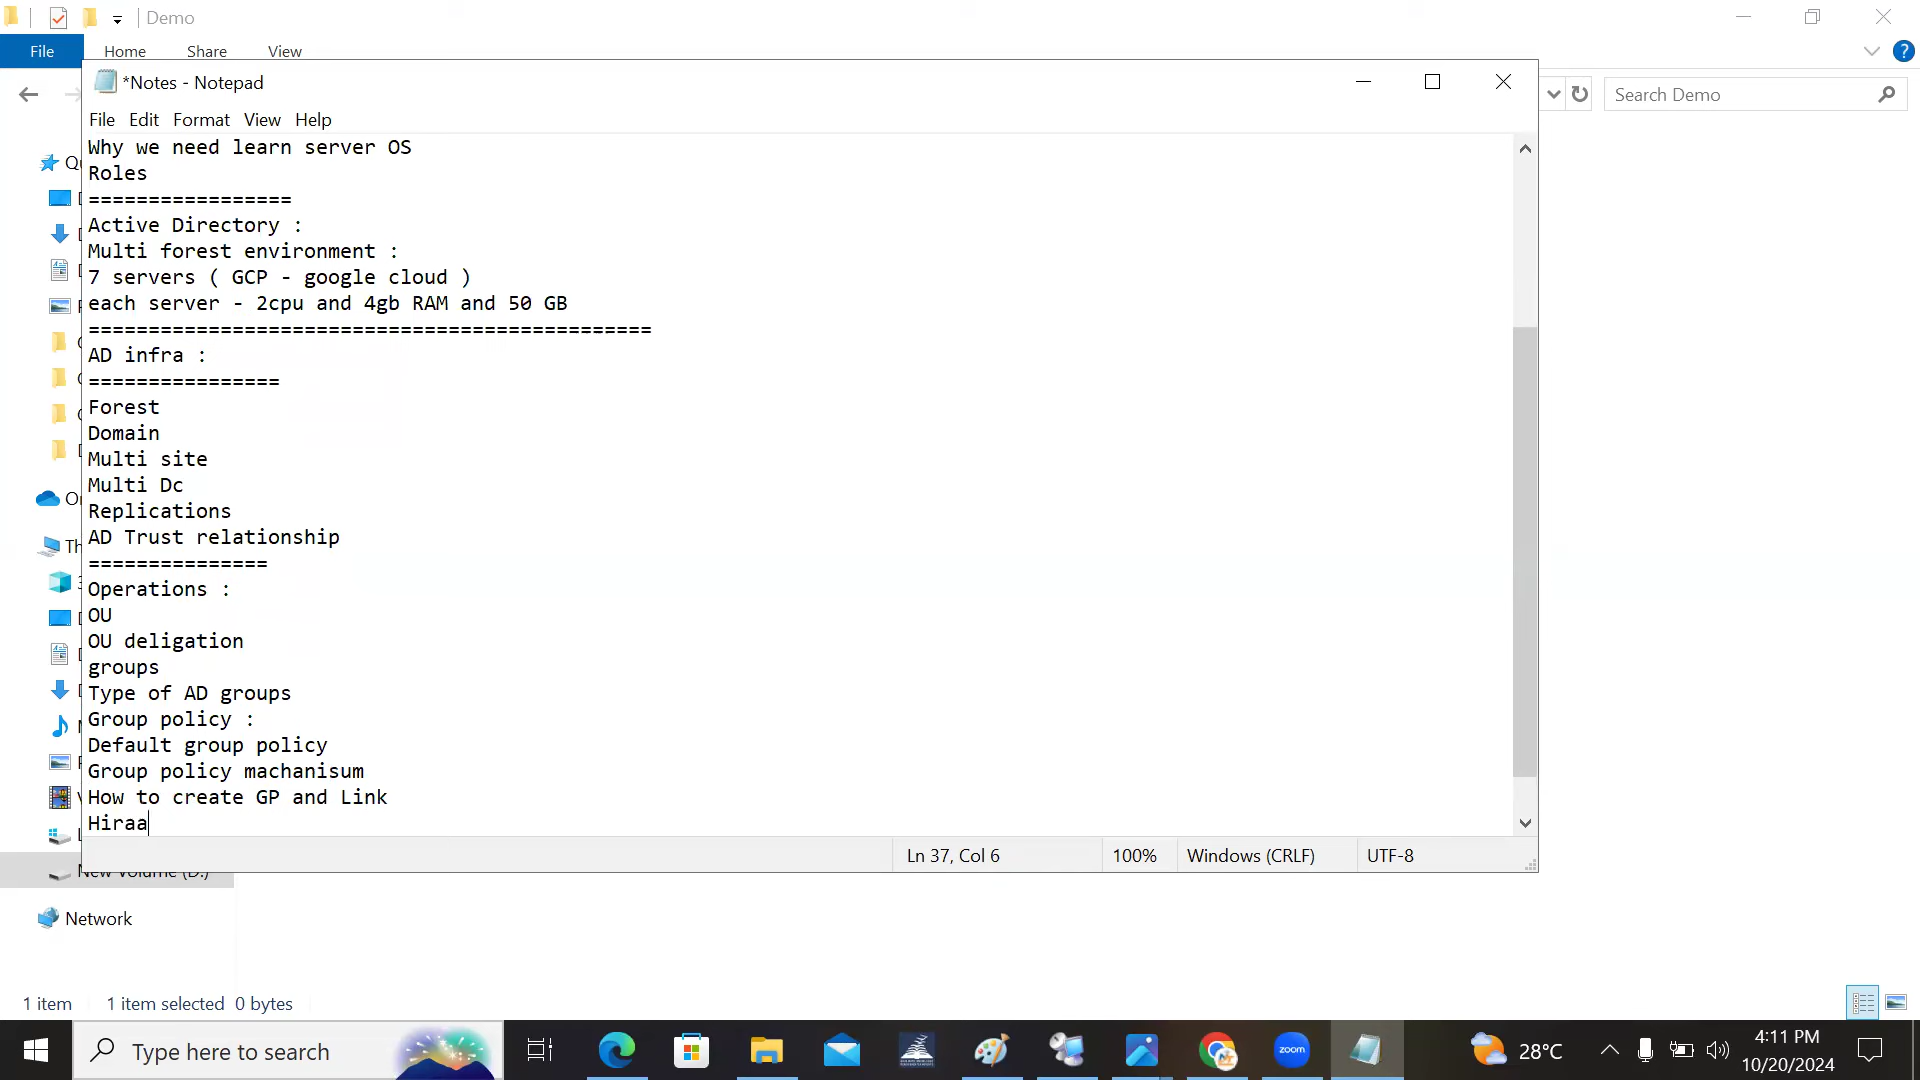 Demo
File Home Share View
*Notes - Notepad
Search Demo
File Edit Format View Help
Why we need learn server OS
Roles
=================
Active Directory :
Multi forest environment :
7 servers ( GCP - google cloud )
each server - 2cpu and 4gb RAM and 50 GB
===============================================
AD infra :
================
Forest
Domain
Multi site
Multi Dc
Replications
AD Trust relationship
===============
Operations :
OU
OU deligation
groups
Type of AD groups
Group policy :
Default group policy
Group policy machanisum
How to create GP and Link
Hiraa
Ln 37, Col 6 100% Windows (CRLF) UTF-8
New Volume (D:)
Network
1 item 1 item selected 0 bytes
Type here to search
zoom
28°C
4:11 PM
10/20/2024